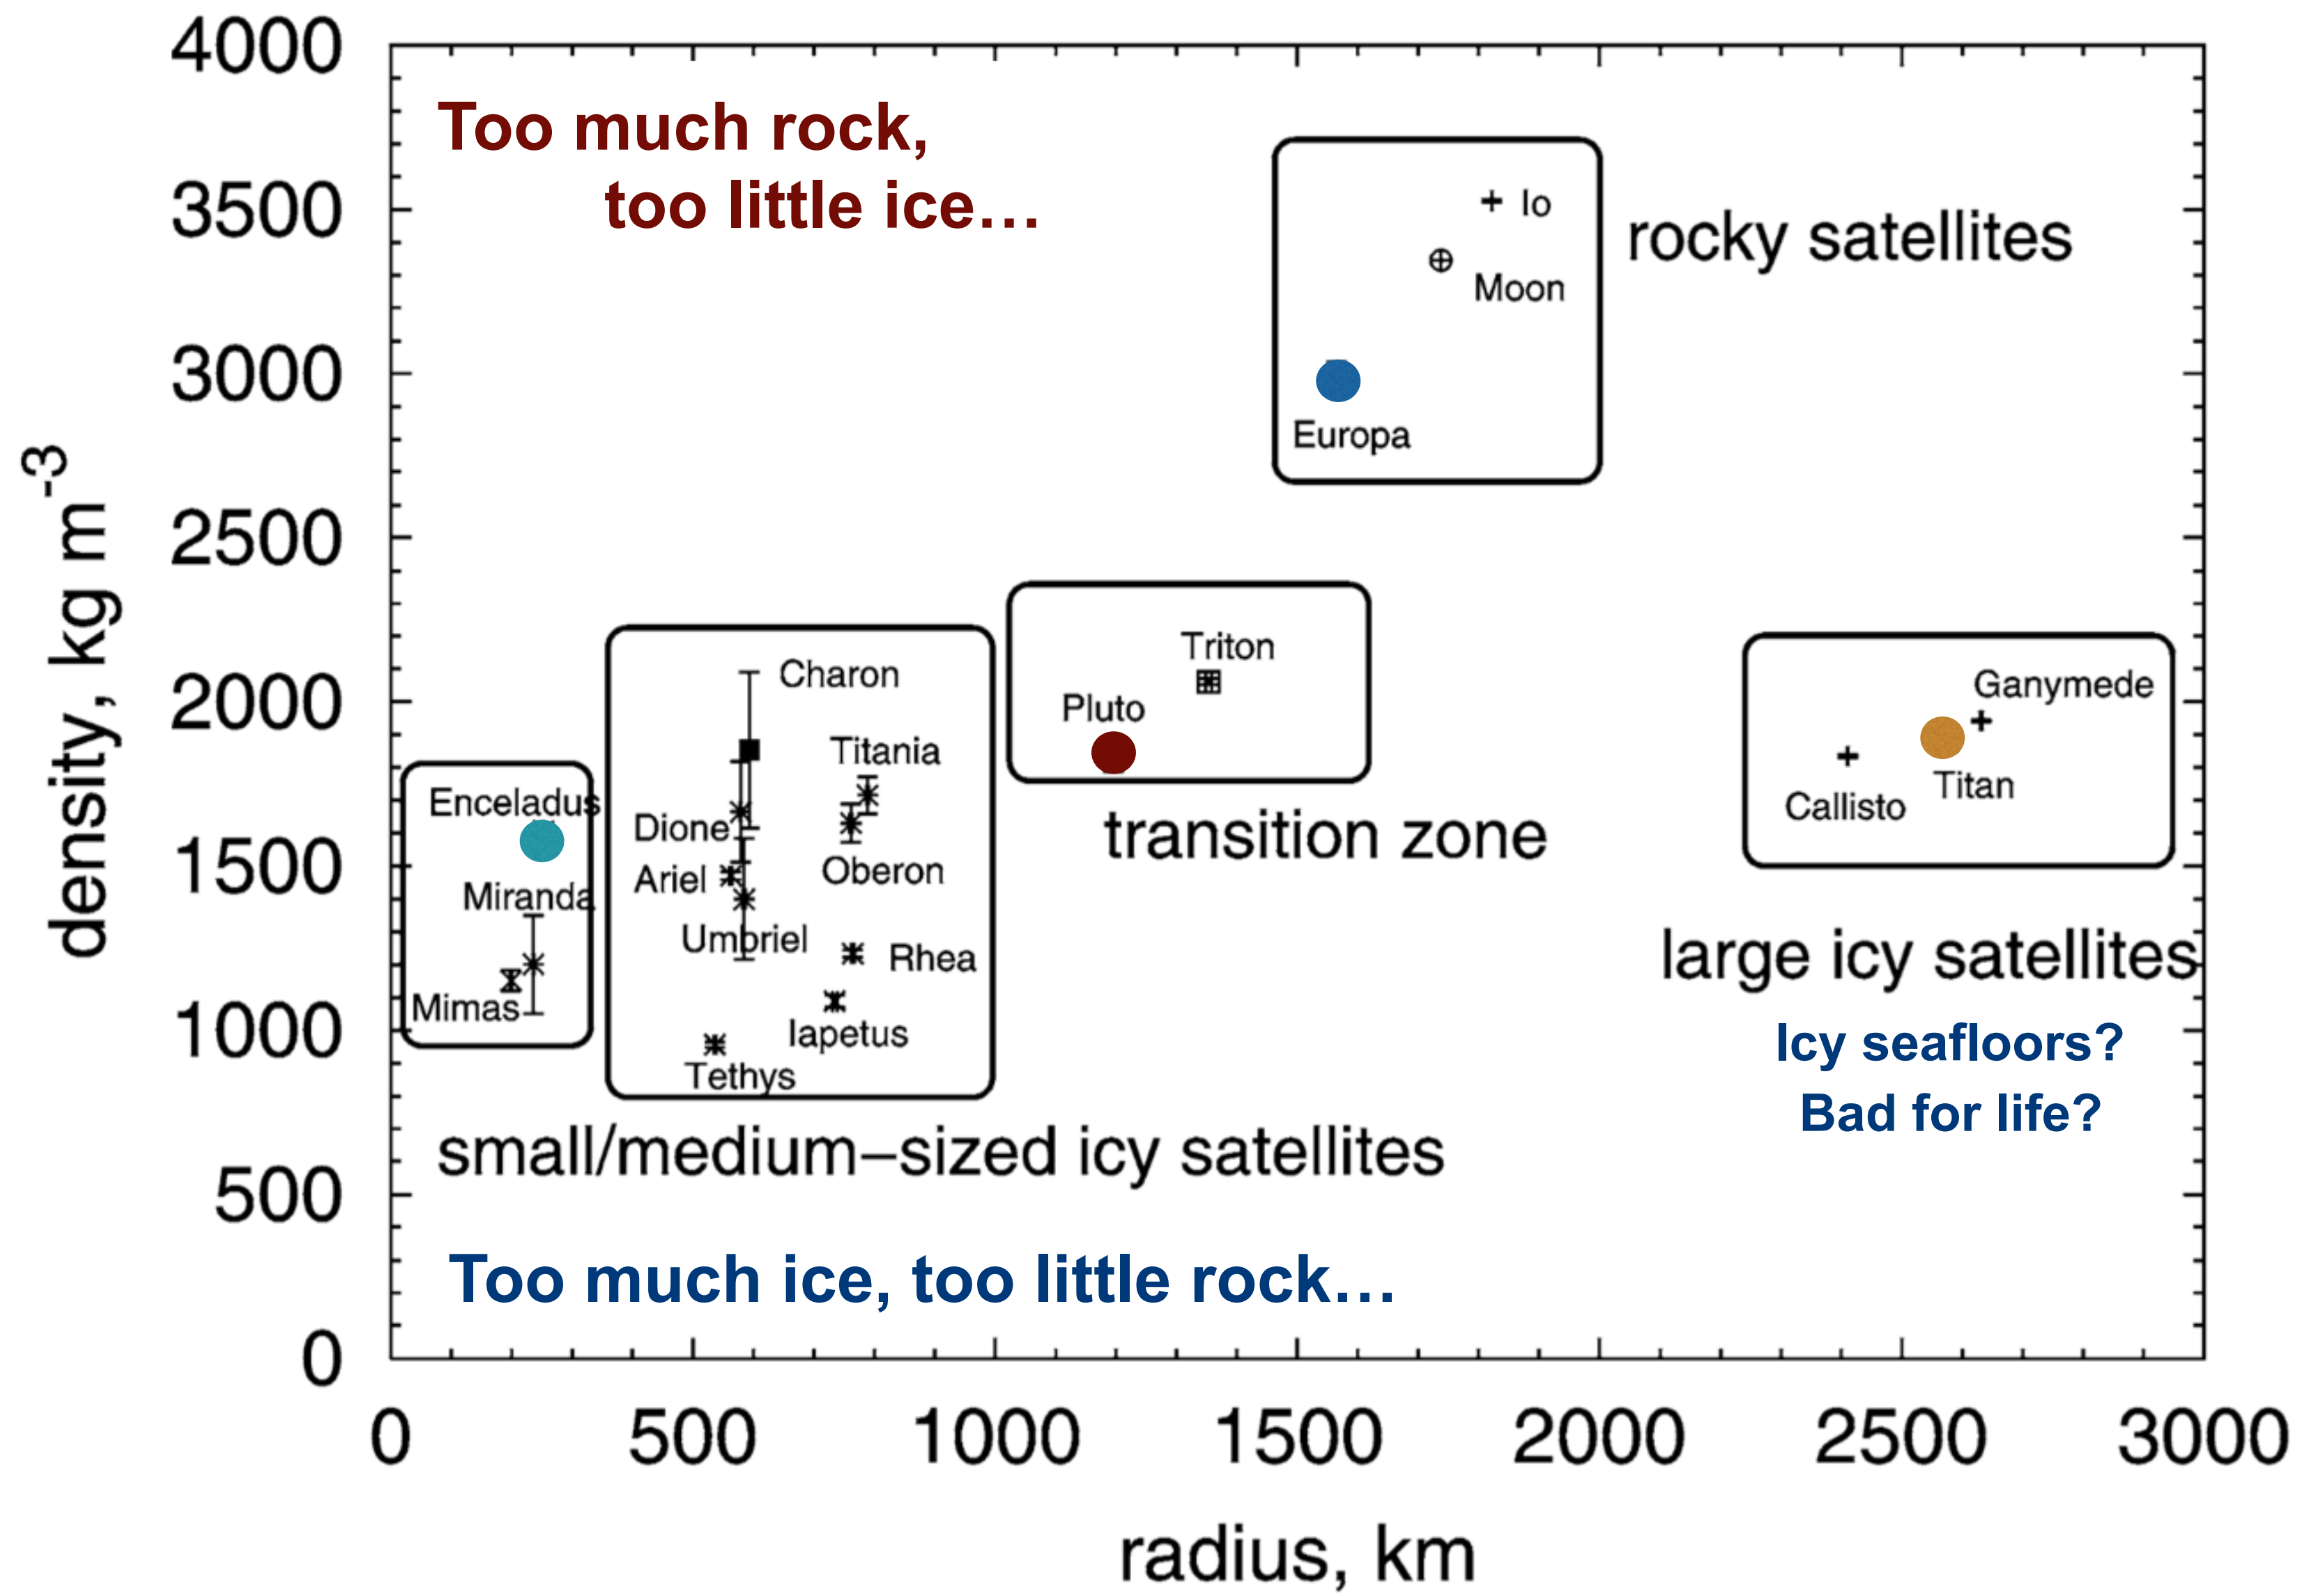 4000
3500
3000
2500
2000
1500
1000
500
0
density, kg m-3
Too much rock,
too little ice…
Io
Moon
Europa
rocky satellites
Triton
Pluto
transition zone
Charon
Titania
Dione
Ariel
Oberon
Umbriel
Rhea
Iapetus
Tethys
Enceladus
Miranda
Mimas
small/medium–sized icy satellites
Ganymede
Titan
Callisto
large icy satellites
Icy seafloors?
Bad for life?
Too much ice, too little rock…
0 500 1000 1500 2000 2500 3000
radius, km